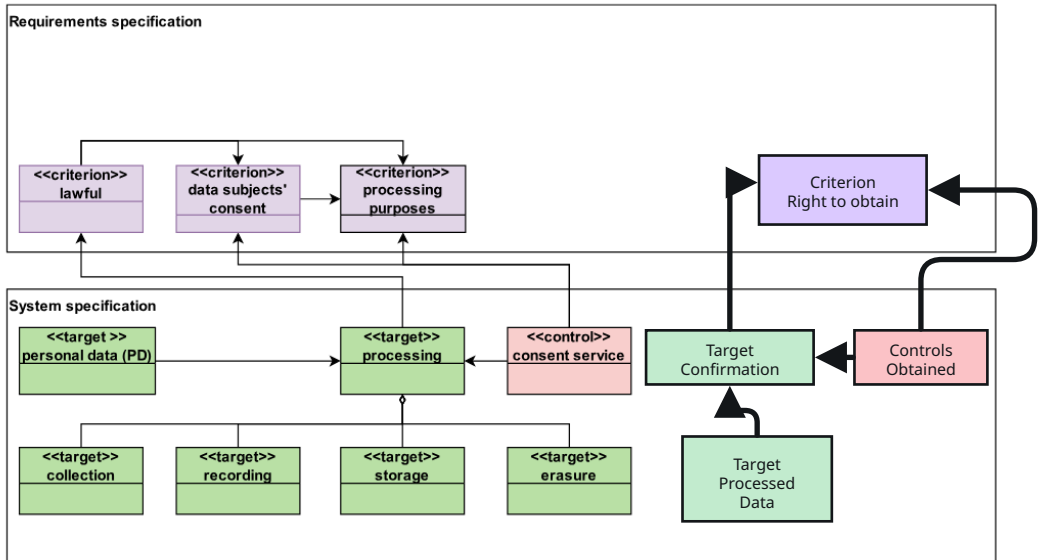 Requirements specification
<<criterion>>
lawful
<<criterion>>
data subjects'
consent
<<criterion>>
processing
purposes
Criterion
Right to obtain
System specification
<<target >>
personal data (PD)
<<target>>
processing
<<control>>
consent service
Target
Confirmation
Controls
Obtained
<<target>>
collection
<<target>>
recording
<<target>>
storage
<<target>>
erasure
Target
Processed
Data